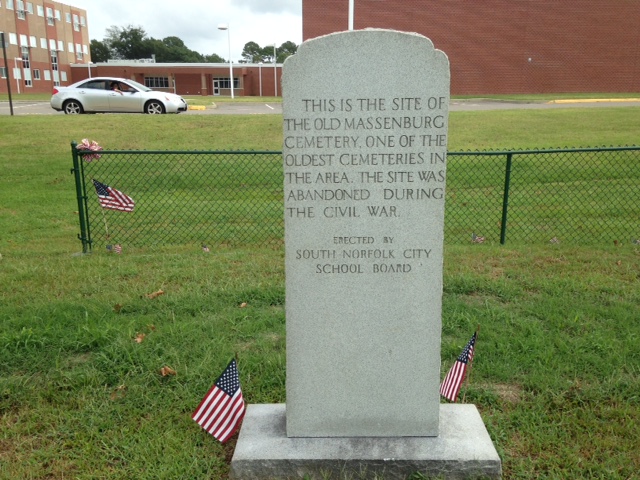 THIS IS THE SITE OF
THE OLD MASSENBURG
CEMETERY, ONE OF THE
OLDEST CEMETERIES IN
THE AREA. THE SITE WAS
ABANDONED DURING
THE CIVIL WAR.
ERECTED BY
SOUTH NORFOLK CITY
SCHOOL BOARD